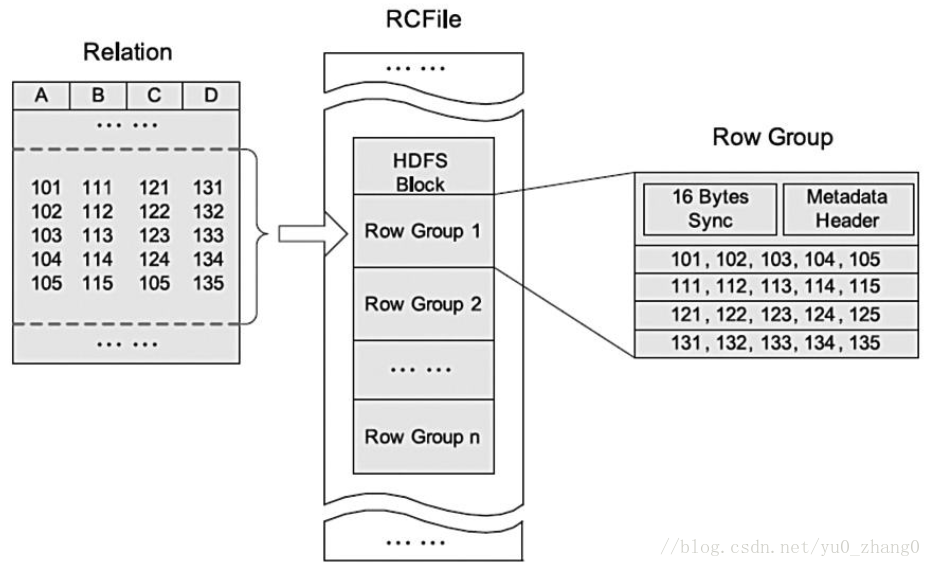 Relation
A B C D
... ...
101 111 121 131
102 112 122 132
103 113 123 133
104 114 124 134
105 115 105 135
... ...
RCFile
... ...
HDFS
Block
Row Group 1
Row Group 2
... ...
Row Group n
... ...
Row Group
16 Bytes
Sync
Metadata
Header
101, 102, 103, 104, 105
111, 112, 113, 114, 115
121, 122, 123, 124, 125
131, 132, 133, 134, 135
//blog.csdn.net/yu0_zhang0